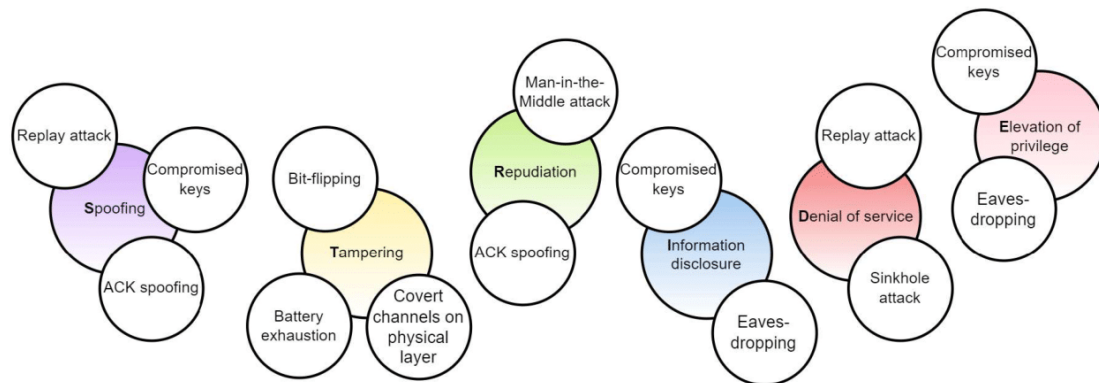 Replay attack
Compromised
keys
Spoofing
ACK spoofing
Bit-flipping
Tampering
Battery
exhaustion
Covert
channels on
physical
layer
Man-in-the-
Middle attack
Repudiation
ACK spoofing
Compromised
keys
Information
disclosure
Eaves-
dropping
Replay attack
Denial of service
Sinkhole
attack
Compromised
keys
Elevation of
privilege
Eaves-
dropping